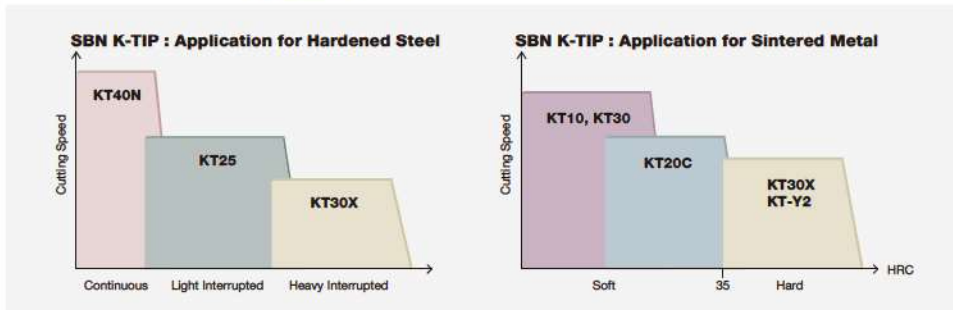 SBN K-TIP : Application for Hardened Steel
Cutting Speed
KT40N
KT25
KT30X
Continuous
Light Interrupted
Heavy Interrupted
SBN K-TIP : Application for Sintered Metal
Cutting Speed
KT10, KT30
KT20C
KT30X
KT-Y2
HRC
Soft
35
Hard